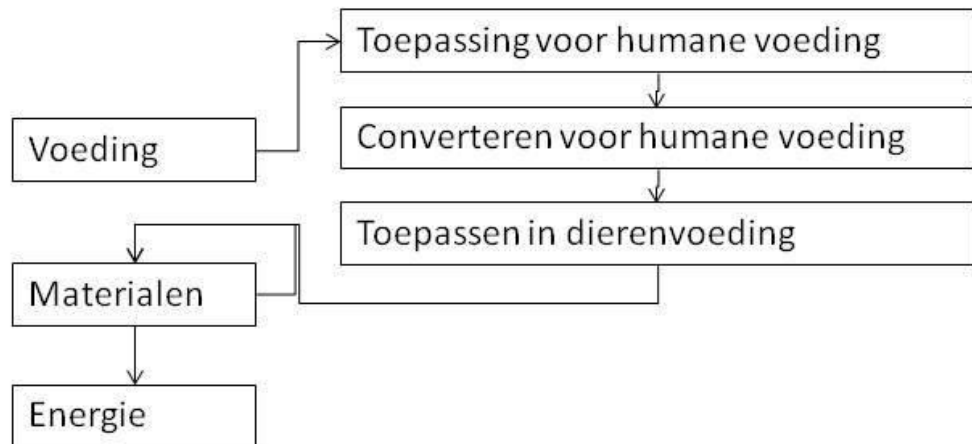 Toepassing voor humane voeding
Converteren voor humane voeding
Voeding
Toepassen in dierenvoeding
Materialen
Energie